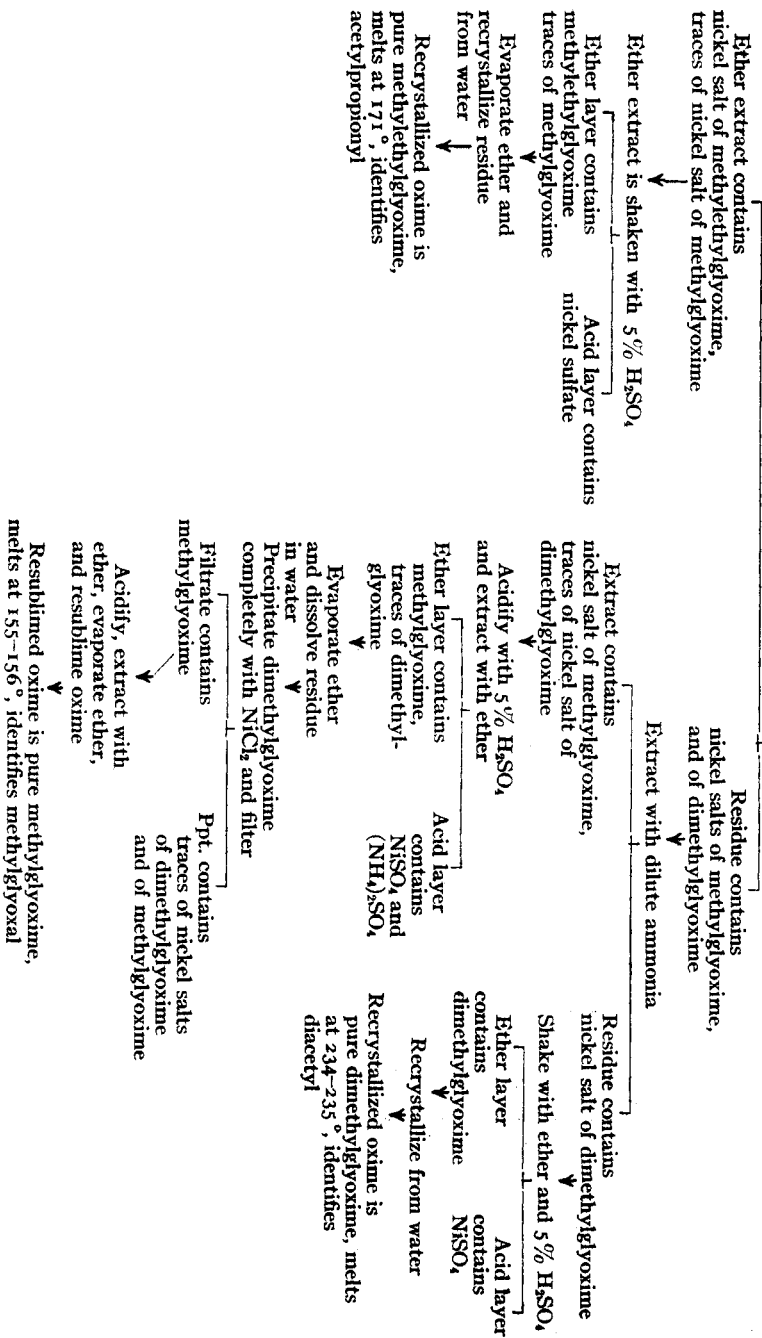 Ether extract contains
nickel salt of methylethylglyoxime,
traces of nickel salt of methylglyoxime
Ether extract is shaken with 5% H₂SO₄
Ether layer contains
methylethylglyoxime
traces of methylglyoxime
Acid layer contains
nickel sulfate
Evaporate ether and
recrystallize residue
from water
Recrystallized oxime is
pure methylethylglyoxime,
melts at 171°, identifies
acetylpropionyl
Residue contains
nickel salts of methylglyoxime,
and of dimethylglyoxime
Extract with dilute ammonia
Extract contains
nickel salt of methylglyoxime,
traces of nickel salt of
dimethylglyoxime
Acidify with 5% H₂SO₄
and extract with ether
Ether layer contains
methylglyoxime,
traces of dimethyl-
glyoxime
Acid layer
contains
NiSO₄ and
(NH₄)₂SO₄
Evaporate ether
and dissolve residue
in water
Precipitate dimethylglyoxime
completely with NiCl₂ and filter
Filtrate contains
methylglyoxime
Ppt. contains
traces of nickel salts
of dimethylglyoxime
and of methylglyoxime
Acidify, extract with
ether, evaporate ether,
and resublime oxime
Resublimed oxime is pure methylglyoxime,
melts at 155–156°, identifies methylglyoxal
Residue contains
nickel salt of dimethylglyoxime
Shake with ether and 5% H₂SO₄
Ether layer
contains
dimethylglyoxime
Acid layer
contains
NiSO₄
Recrystallize from water
Recrystallized oxime is
pure dimethylglyoxime, melts
at 234–235°, identifies
diacetyl